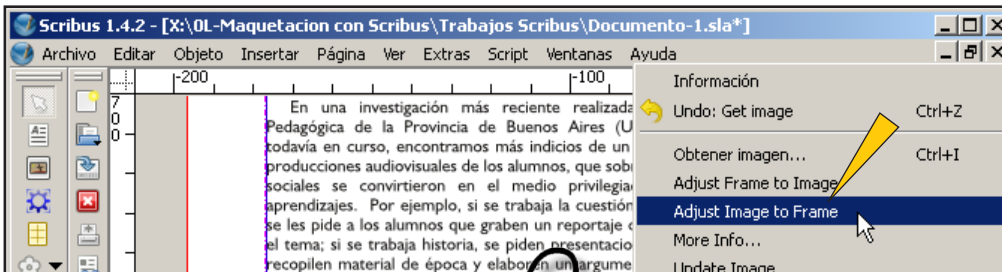 Scribus 1.4.2 - [X:\0L-Maquetacion con Scribus\Trabajos Scribus\Documento-1.sla*]
Archivo Editar Objeto Insertar Página Ver Extras Script Ventanas Ayuda
-200 -100
700
En una investigación más reciente realizada
Pedagógica de la Provincia de Buenos Aires (U
todavía en curso, encontramos más indicios de un
producciones audiovisuales de los alumnos, que sob
sociales se convirtieron en el medio privilegia
aprendizajes. Por ejemplo, si se trabaja la cuestión
se les pide a los alumnos que graben un reportaje
el tema; si se trabaja historia, se piden presentacio
recopilen material de época y elaboren un argume
Información
Undo: Get image Ctrl+Z
Obtener imagen... Ctrl+I
Adjust Frame to Image
Adjust Image to Frame
More Info...
Update Image